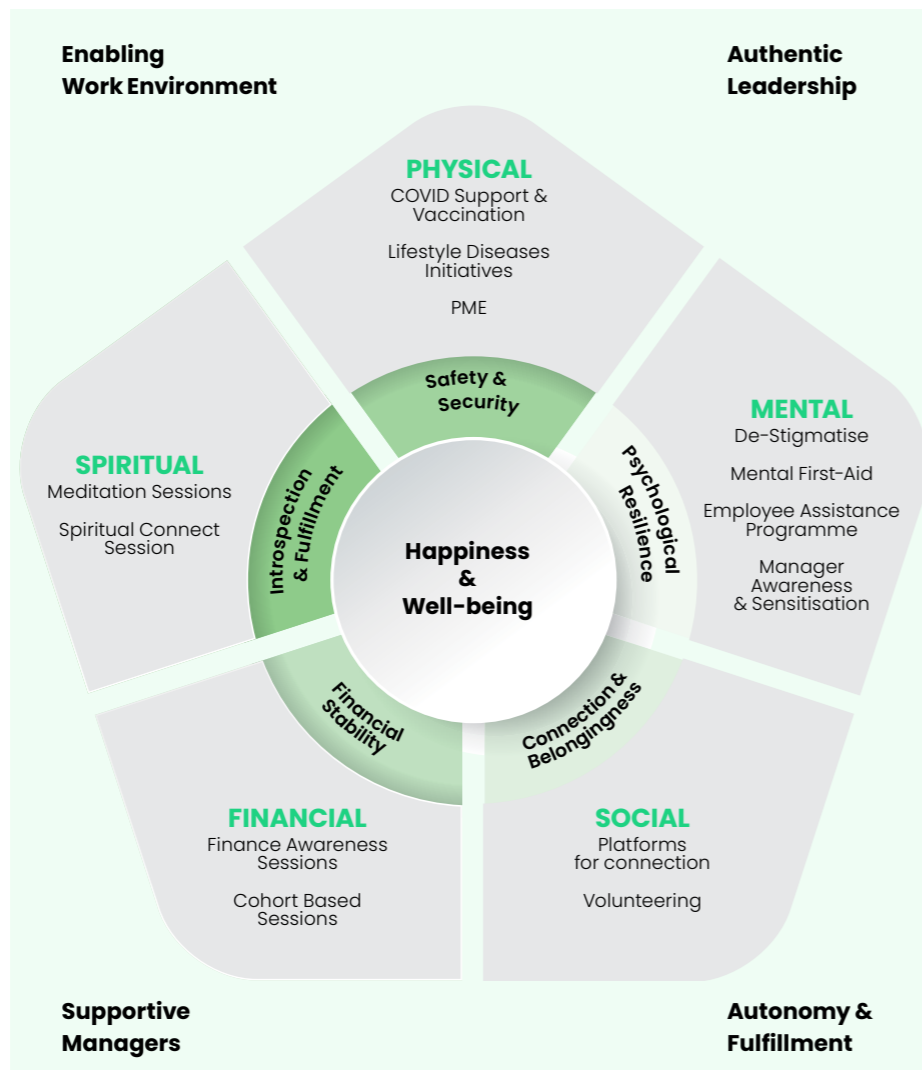 Enabling
Work Environment
Authentic
Leadership
PHYSICAL
COVID Support &
Vaccination
Lifestyle Diseases
Initiatives
PME
Safety &
Security
MENTAL
De-Stigmatise
Mental First-Aid
Employee Assistance
Programme
Manager
Awareness
& Sensitisation
Psychological
Resilience
SPIRITUAL
Meditation Sessions
Spiritual Connect
Session
Introspection
& Fulfillment
Happiness
&
Well-being
Financial
Stability
Connection &
Belongingness
FINANCIAL
Finance Awareness
Sessions
Cohort Based
Sessions
SOCIAL
Platforms
for connection
Volunteering
Supportive
Managers
Autonomy &
Fulfillment